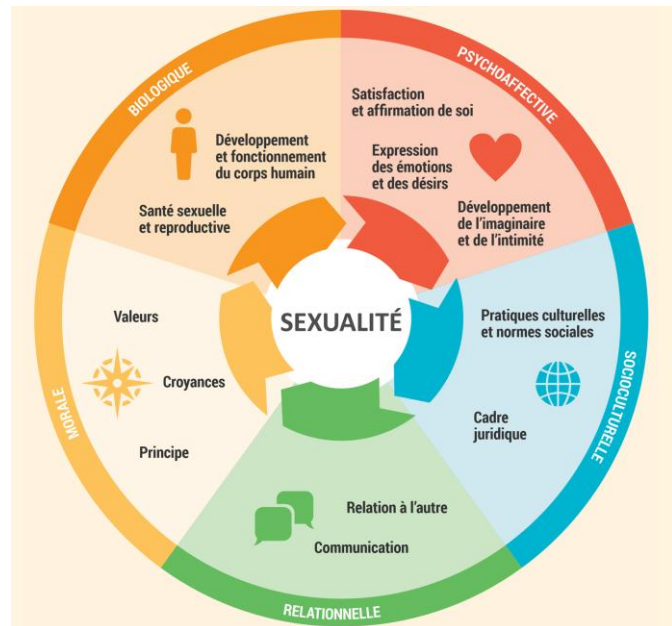 BIOLOGIQUE
Développement
et fonctionnement
du corps humain
Santé sexuelle
et reproductive
PSYCHOAFFECTIVE
Satisfaction
et affirmation de soi
Expression
des émotions
et des désirs
Développement
de l'imaginaire
et de l'intimité
SEXUALITÉ
SOCIOCULTURELLE
Pratiques culturelles
et normes sociales
Cadre
juridique
RELATIONNELLE
Relation à l'autre
Communication
MORALE
Valeurs
Croyances
Principe